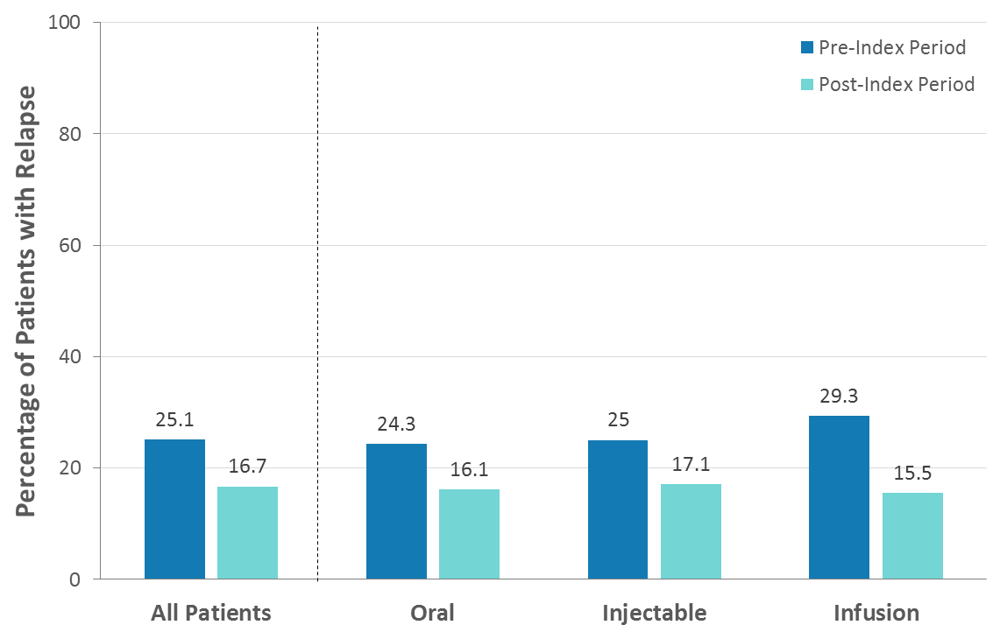 Percentage of Patients with Relapse
100
80
60
40
20
0
Pre-Index Period
Post-Index Period
25.1
16.7
24.3
16.1
25
17.1
29.3
15.5
All Patients
Oral
Injectable
Infusion